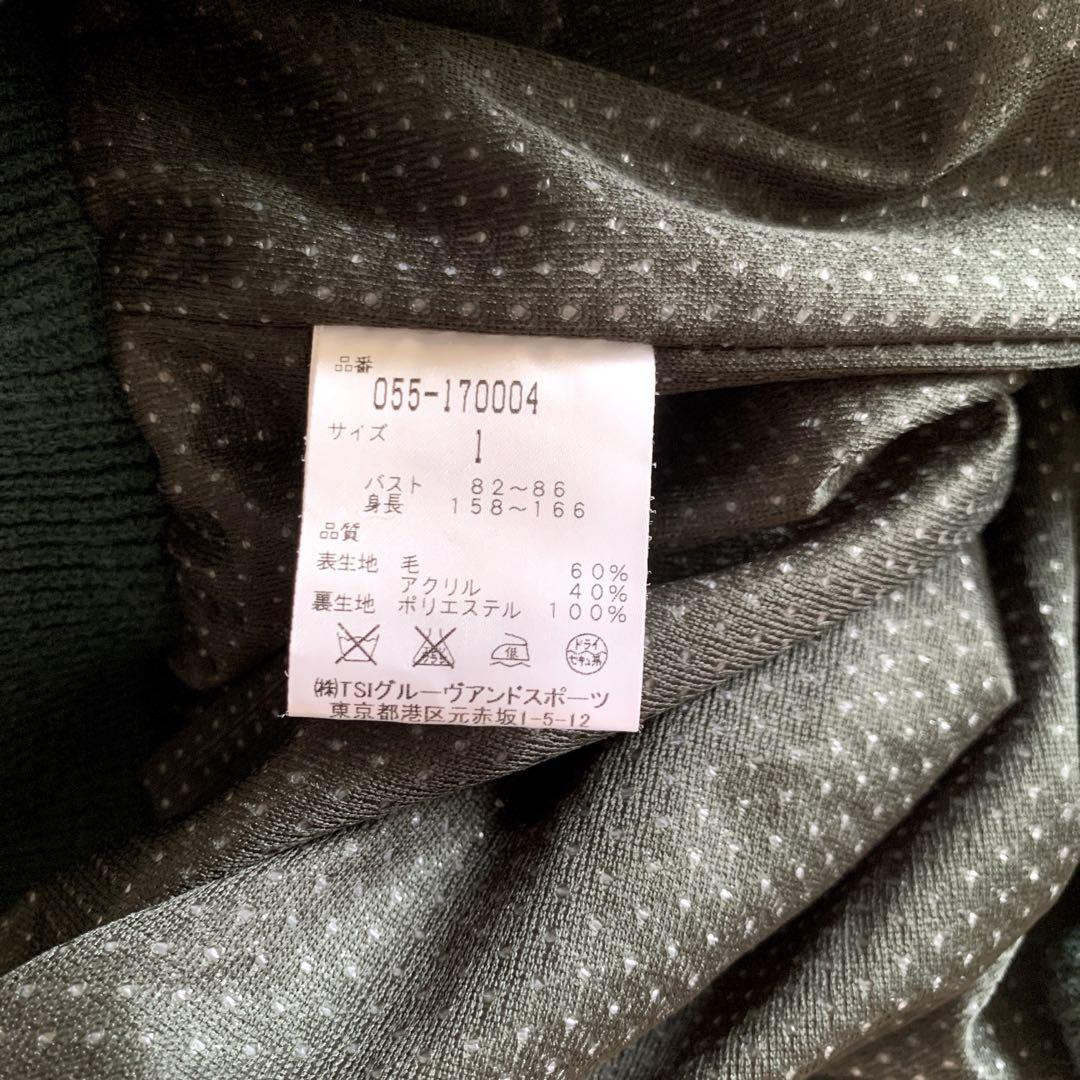 品番
055-170004
サイズ
1
バスト 82～86
身長 158～166
品質
表生地 毛 60%
アクリル 40%
裏生地 ポリエステル 100%
低 ドライ
セキユ系
㈱TSIグルーヴアンドスポーツ
東京都港区元赤坂1-5-12